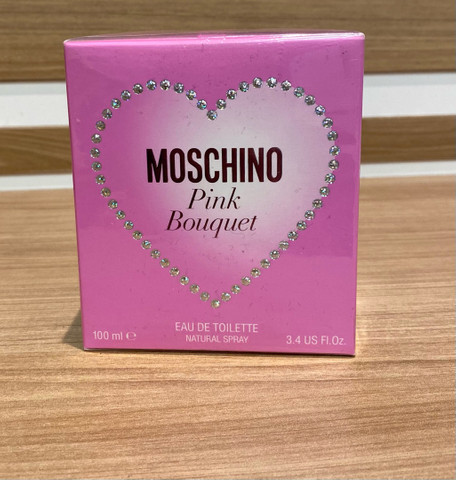 MOSCHINO
Pink
Bouquet
EAU DE TOILETTE
NATURAL SPRAY
100 ml ℮
3.4 US Fl.Oz.